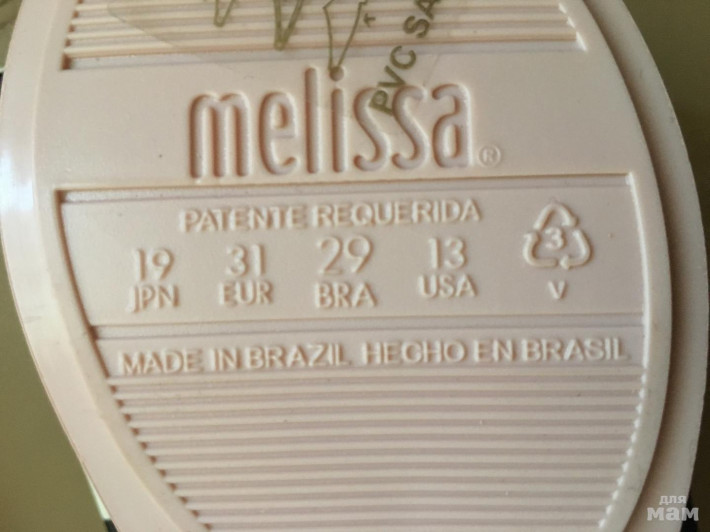 PVC SA
melissa®
PATENTE REQUERIDA
19 31 29 13 3
JPN EUR BRA USA V
MADE IN BRAZIL HECHO EN BRASIL
для
мам